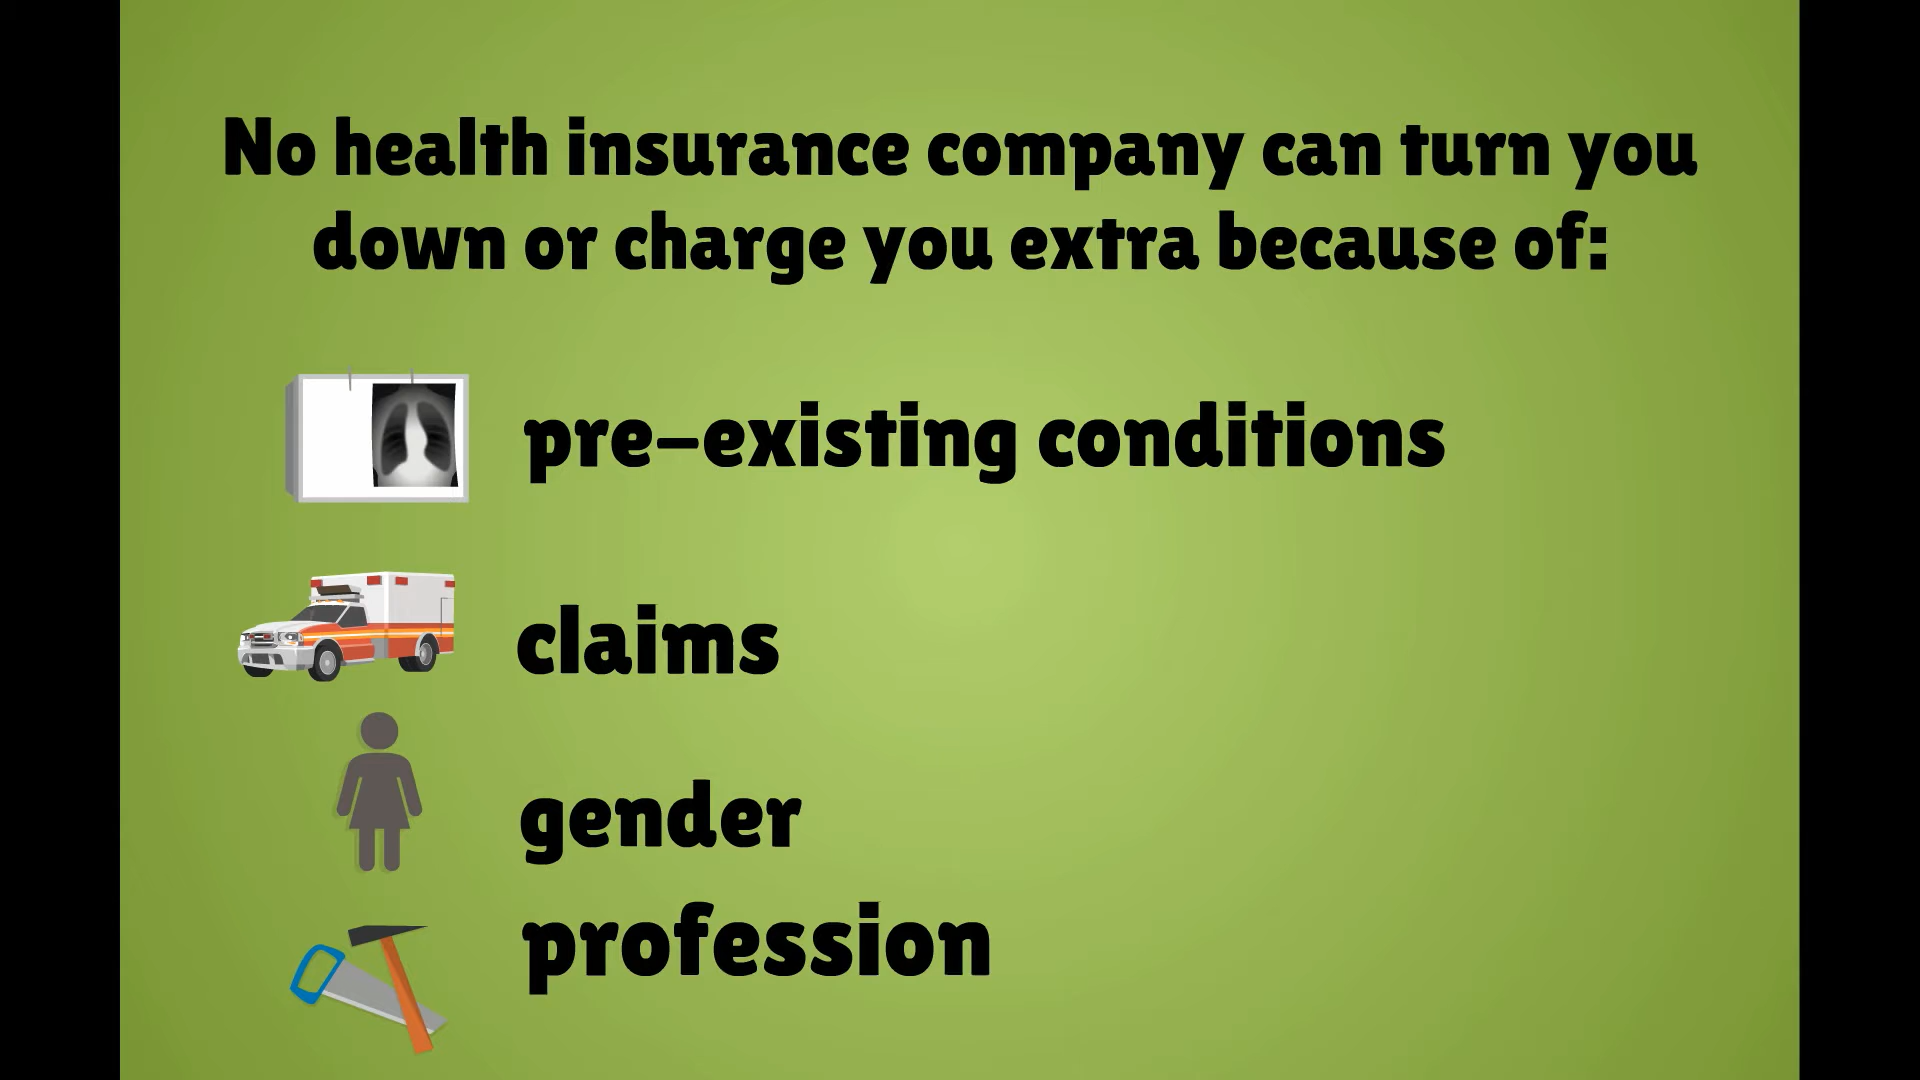 No health insurance company can turn you
down or charge you extra because of:
pre-existing conditions
claims
gender
profession